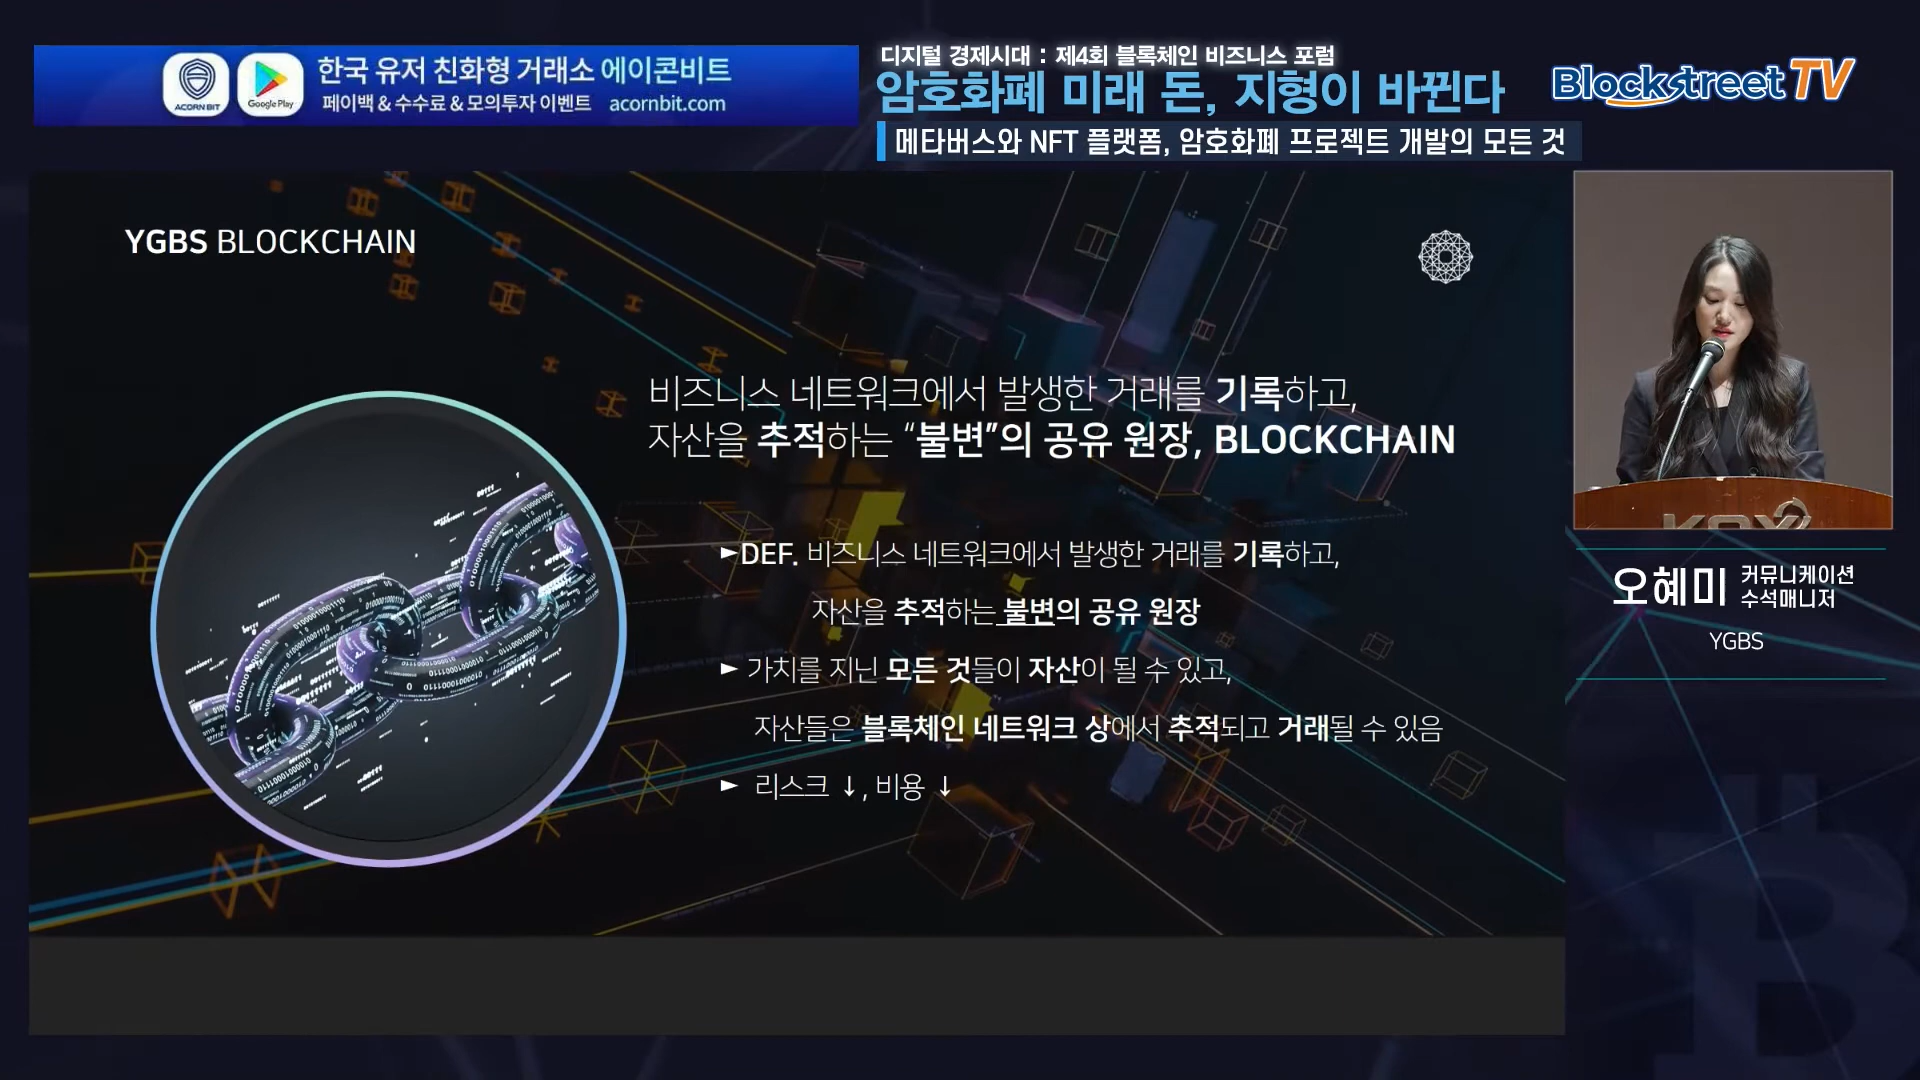 ACORN BIT
Google Play
한국 유저 친화형 거래소 에이콘비트
페이백 & 수수료 & 모의투자 이벤트 acornbit.com
디지털 경제시대 : 제4회 블록체인 비즈니스 포럼
암호화폐 미래 돈, 지형이 바뀐다
메타버스와 NFT 플랫폼, 암호화폐 프로젝트 개발의 모든 것
Blockstreet TV
YGBS BLOCKCHAIN
비즈니스 네트워크에서 발생한 거래를 기록하고,
자산을 추적하는 “불변”의 공유 원장, BLOCKCHAIN
►DEF. 비즈니스 네트워크에서 발생한 거래를 기록하고,
자산을 추적하는 불변의 공유 원장
► 가치를 지닌 모든 것들이 자산이 될 수 있고,
자산들은 블록체인 네트워크 상에서 추적되고 거래될 수 있음
► 리스크 ↓, 비용 ↓
오혜미 커뮤니케이션
수석매니저
YGBS